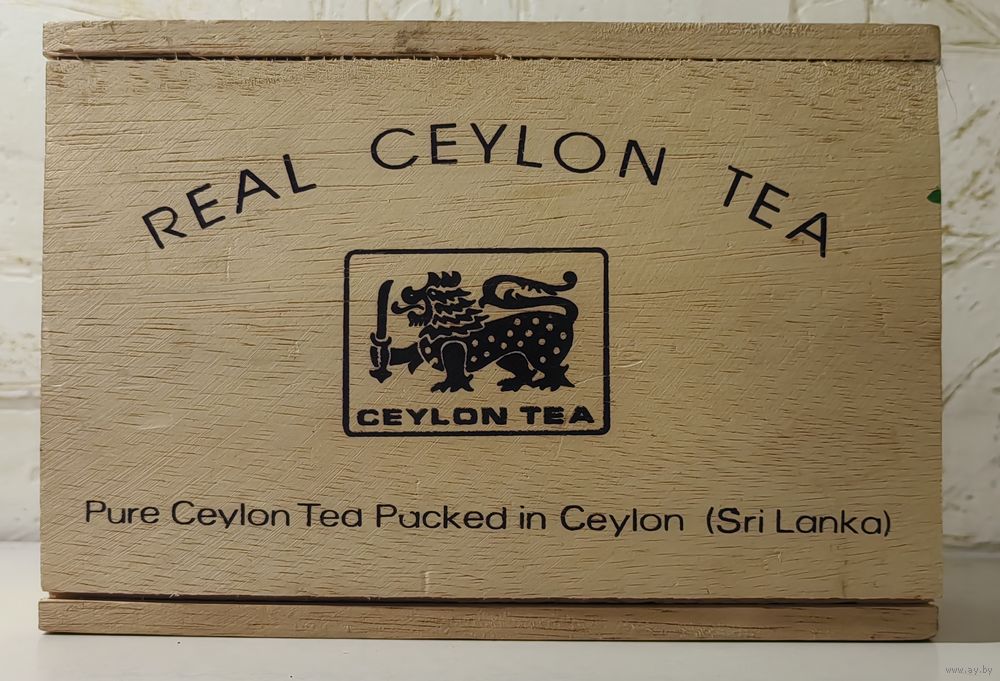 REAL CEYLON TEA
CEYLON TEA
Pure Ceylon Tea Packed in Ceylon (Sri Lanka)
www.ay.by